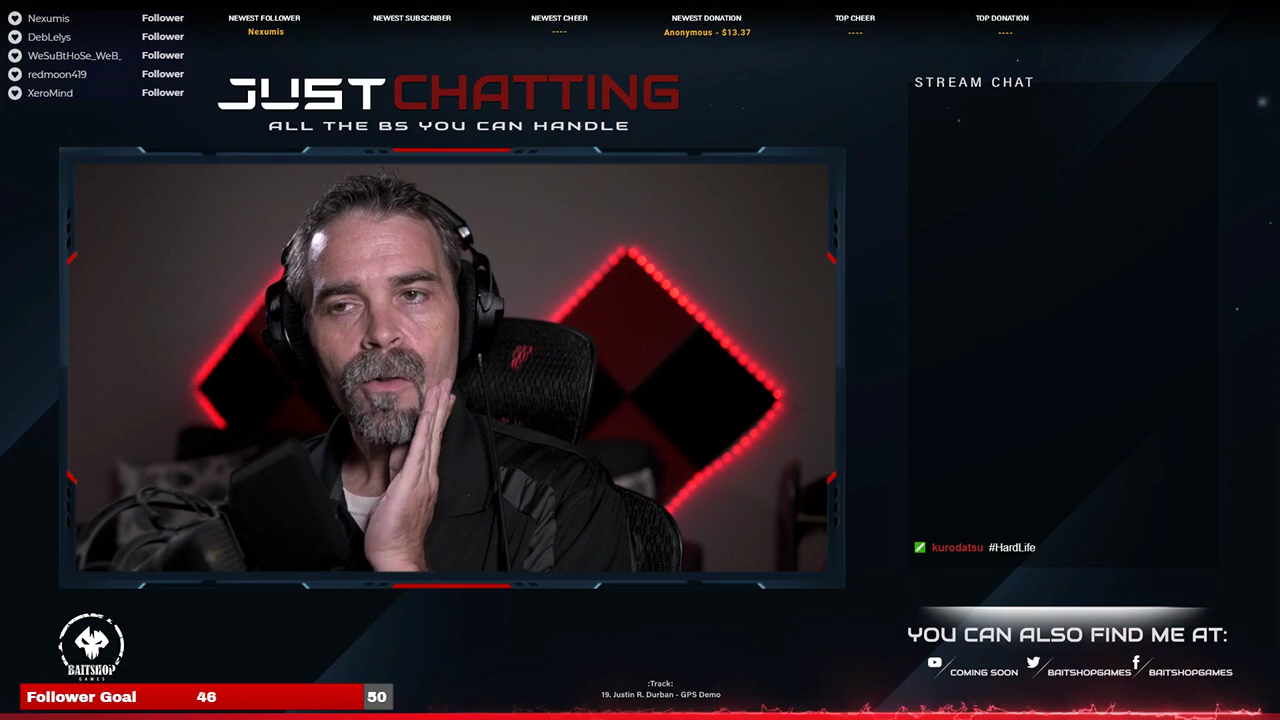 Nexumis Follower
DebLelys Follower
WeSuBtHoSe_WeB_ Follower
redmoon419 Follower
XeroMind Follower
NEWEST FOLLOWER
Nexumis
NEWEST SUBSCRIBER
NEWEST CHEER
----
NEWEST DONATION
Anonymous - $13.37
TOP CHEER
----
TOP DONATION
----
JUST CHATTING
ALL THE BS YOU CAN HANDLE
STREAM CHAT
kurodatsu #HardLife
BAITSHOP
GAMES
Follower Goal 46 50
:Track:
19. Justin R. Durban - GPS Demo
YOU CAN ALSO FIND ME AT:
COMING SOON BAITSHOPGAMES BAITSHOPGAMES